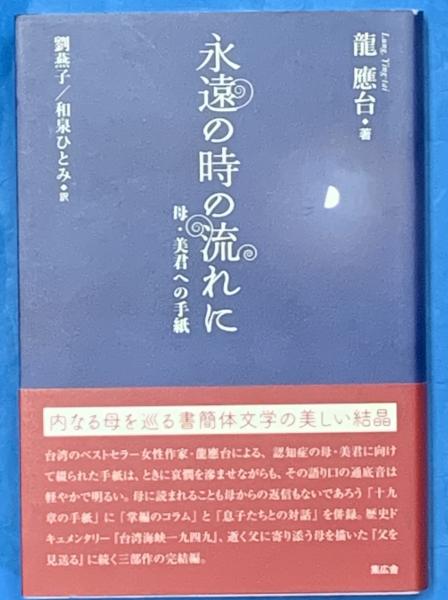 龍應台◆著
Lung, Ying-tai
永遠の時の流れに
母・美君への手紙
劉燕子／和泉ひとみ◆訳
内なる母を巡る書簡体文学の美しい結晶
台湾のベストセラー女性作家・龍應台による、認知症の母・美君に向け
て綴られた手紙は、ときに哀惘を滲ませながらも、その語り口の通底音は
軽やかで明るい。母に読まれることも母からの返信もないであろう「十九
章の手紙」に「掌編のコラム」と「息子たちとの対話」を併録。歴史ド
キュメンタリー『台湾海峡一九四九』、逝く父に寄り添う母を描いた『父を
見送る』に続く三部作の完結編。
集広舎